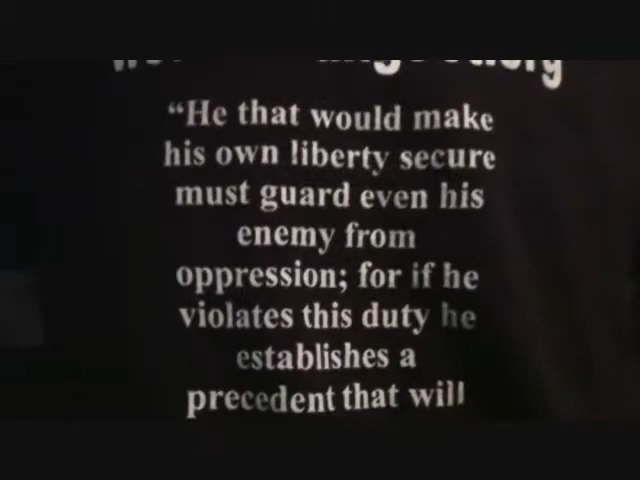 “He that would make
his own liberty secure
must guard even his
enemy from
oppression; for if he
violates this duty he
establishes a
precedent that will